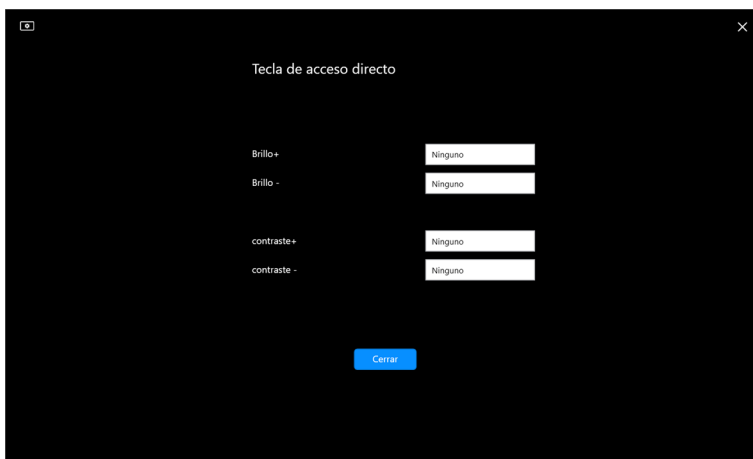 Tecla de acceso directo
Brillo+ Ninguno
Brillo - Ninguno
contraste+ Ninguno
contraste - Ninguno
Cerrar